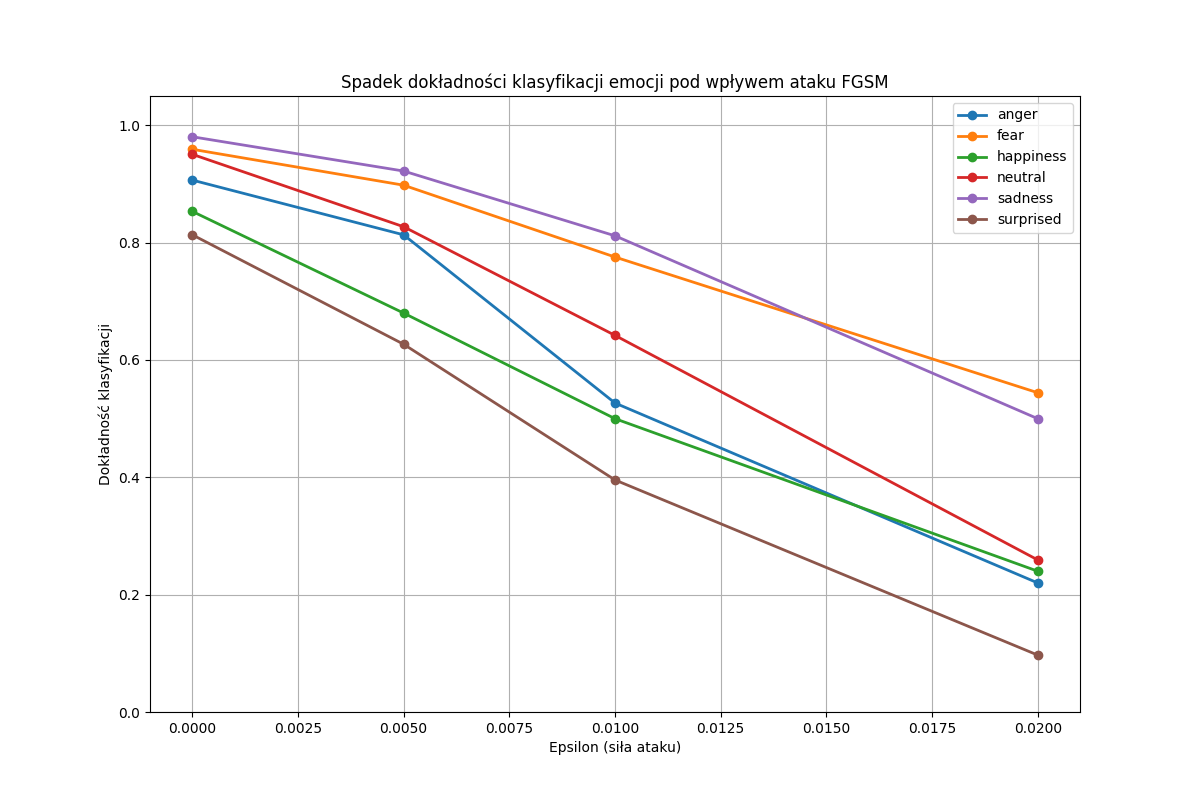 Spadek dokładności klasyfikacji emocji pod wpływem ataku FGSM
anger
fear
happiness
neutral
sadness
surprised
Dokładność klasyfikacji
1.0
0.8
0.6
0.4
0.2
0.0
0.0000 0.0025 0.0050 0.0075 0.0100 0.0125 0.0150 0.0175 0.0200
Epsilon (siła ataku)